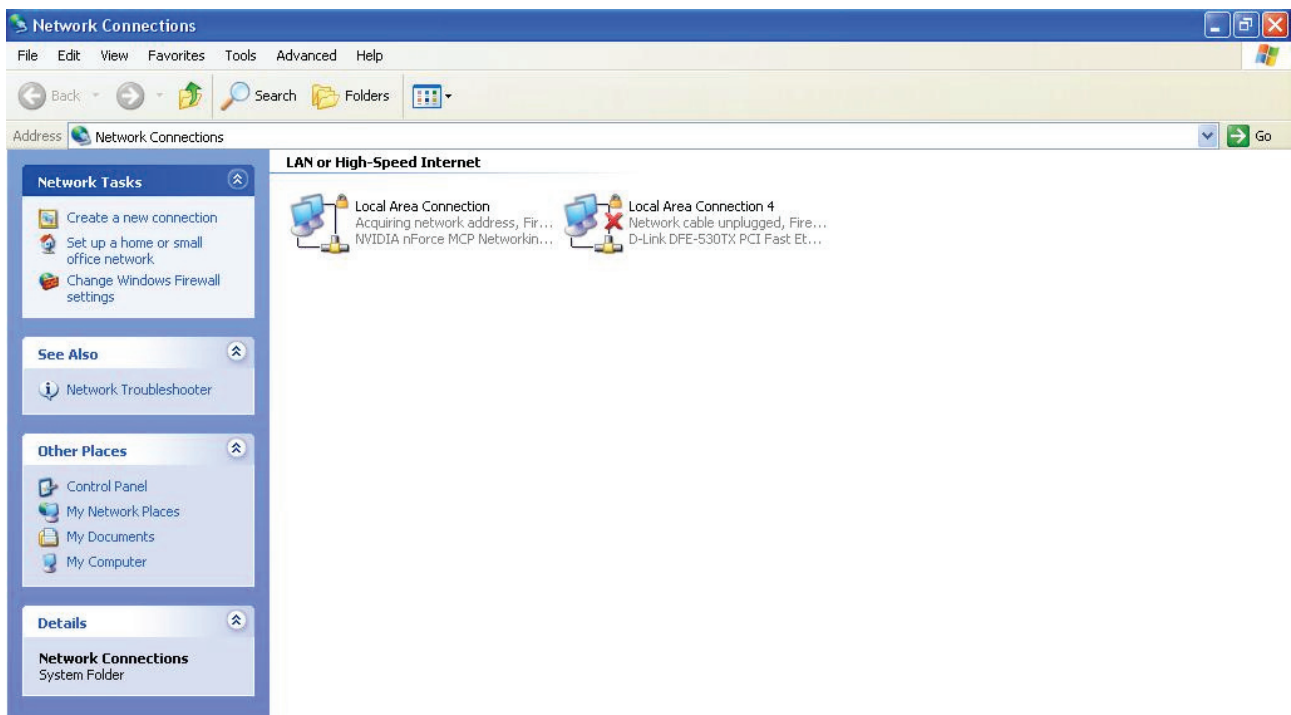 Network Connections
File Edit View Favorites Tools Advanced Help
Back Search Folders
Address Network Connections Go
Network Tasks
Create a new connection
Set up a home or small
office network
Change Windows Firewall
settings
See Also
Network Troubleshooter
Other Places
Control Panel
My Network Places
My Documents
My Computer
Details
Network Connections
System Folder
LAN or High-Speed Internet
Local Area Connection
Acquiring network address, Fir...
NVIDIA nForce MCP Networkin...
Local Area Connection 4
Network cable unplugged, Fire...
D-Link DFE-530TX PCI Fast Et...